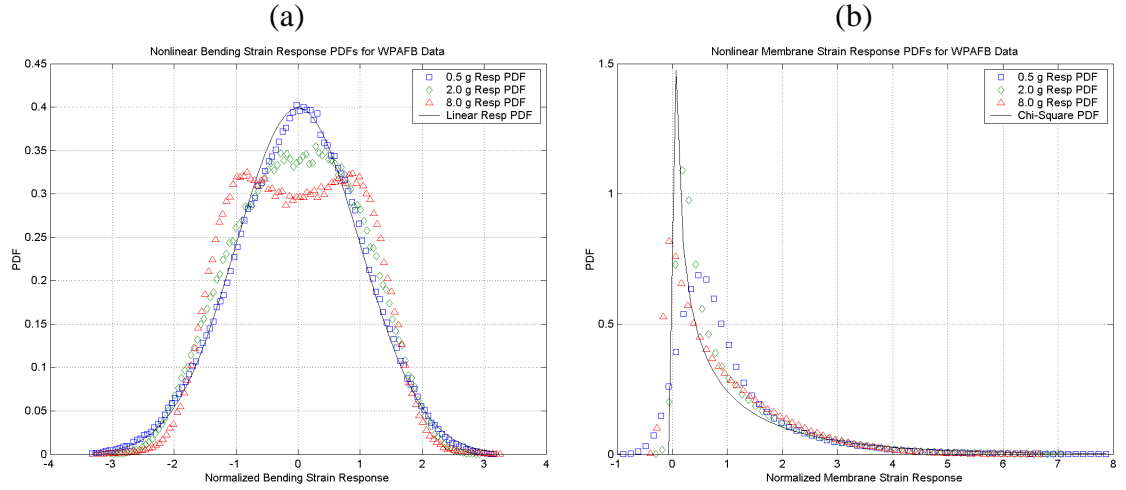 (a)
Nonlinear Bending Strain Response PDFs for WPAFB Data
0.45
0.4
0.35
0.3
0.25
0.2
0.15
0.1
0.05
0
PDF
0.5 g Resp PDF
2.0 g Resp PDF
8.0 g Resp PDF
Linear Resp PDF
-4 -3 -2 -1 0 1 2 3 4
Normalized Bending Strain Response
(b)
Nonlinear Membrane Strain Response PDFs for WPAFB Data
1.5
1
0.5
0
PDF
0.5 g Resp PDF
2.0 g Resp PDF
8.0 g Resp PDF
Chi-Square PDF
-1 0 1 2 3 4 5 6 7 8
Normalized Membrane Strain Response